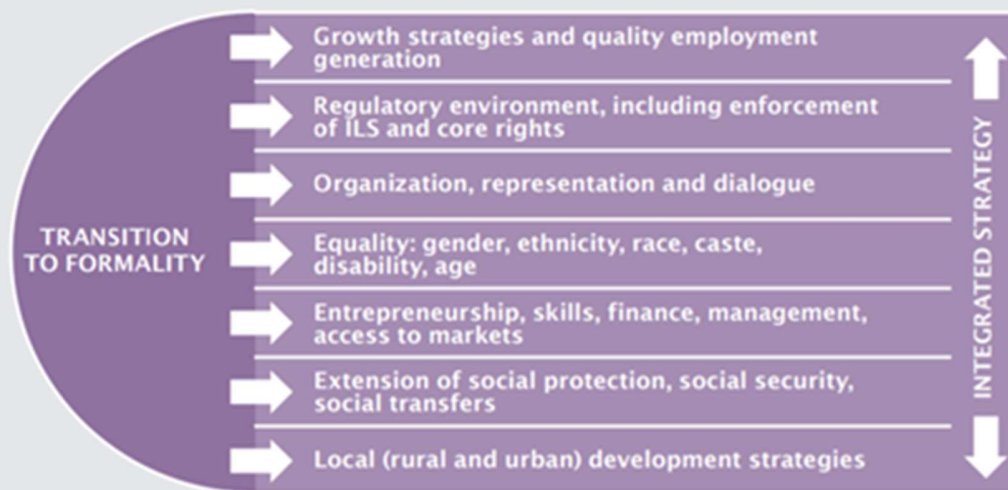 TRANSITION
TO FORMALITY
Growth strategies and quality employment
generation
Regulatory environment, including enforcement
of ILS and core rights
Organization, representation and dialogue
Equality: gender, ethnicity, race, caste,
disability, age
Entrepreneurship, skills, finance, management,
access to markets
Extension of social protection, social security,
social transfers
Local (rural and urban) development strategies
INTEGRATED STRATEGY